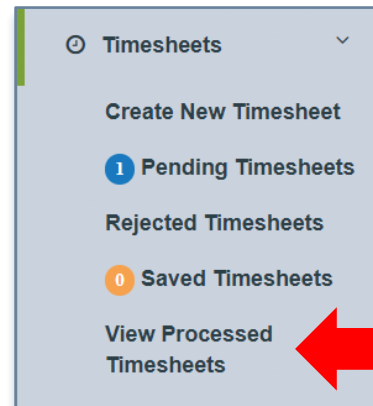 Timesheets
Create New Timesheet
1 Pending Timesheets
Rejected Timesheets
0 Saved Timesheets
View Processed
Timesheets